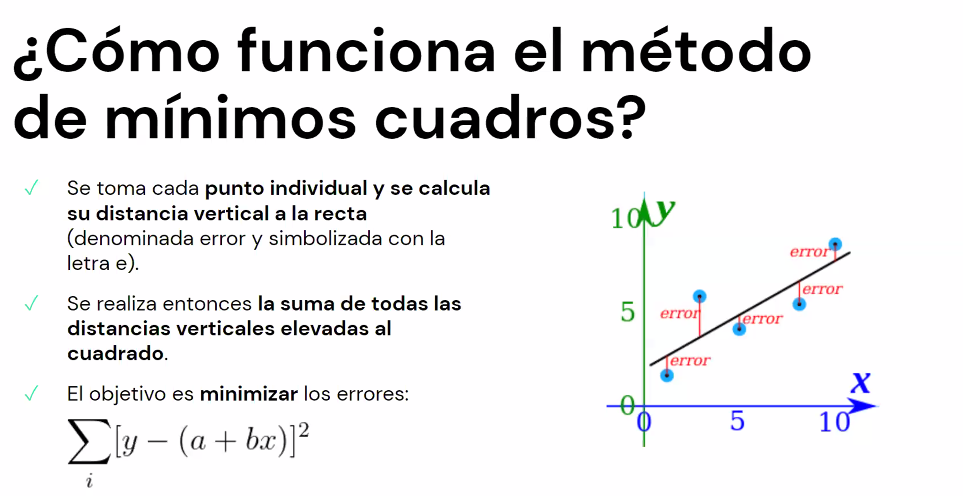 ¿Cómo funciona el método
de mínimos cuadros?
✓ Se toma cada punto individual y se calcula
su distancia vertical a la recta
(denominada error y simbolizada con la
letra e).
✓ Se realiza entonces la suma de todas las
distancias verticales elevadas al
cuadrado.
✓ El objetivo es minimizar los errores:
∑[y − (a + bx)]²
i
10 y
error
error
5 error
error
error
x
0
0 5 10